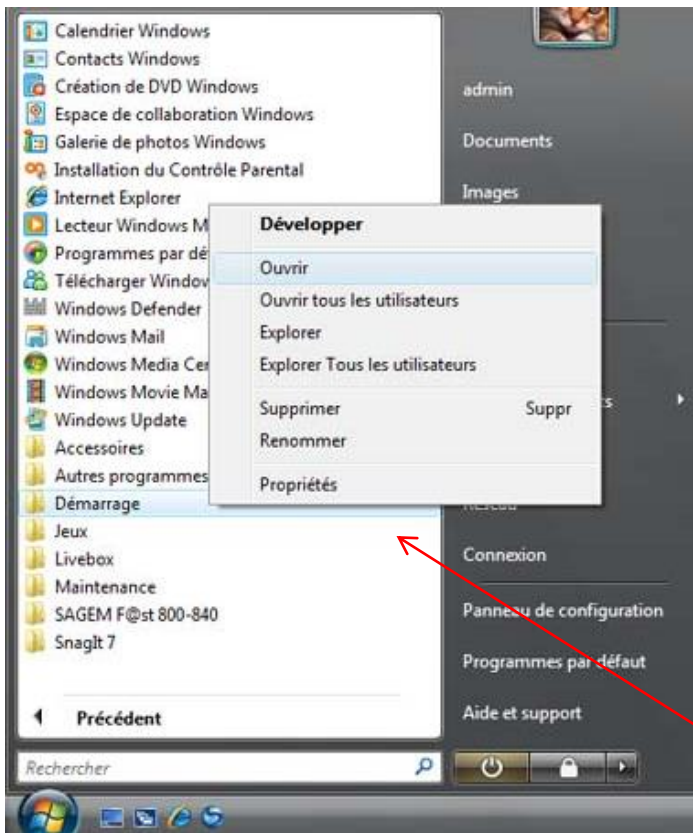 Calendrier Windows
Contacts Windows
Création de DVD Windows
Espace de collaboration Windows
Galerie de photos Windows
Installation du Contrôle Parental
Internet Explorer
Lecteur Windows M
Programmes par dé
Télécharger Window
Windows Defender
Windows Mail
Windows Media Cer
Windows Movie Ma
Windows Update
Accessoires
Autres programmes
Démarrage
Jeux
Livebox
Maintenance
SAGEM F@st 800-840
SnagIt 7
Précédent
Rechercher
Développer
Ouvrir
Ouvrir tous les utilisateurs
Explorer
Explorer Tous les utilisateurs
Supprimer Suppr
Renommer
Propriétés
admin
Documents
Images
s
Connexion
Panneau de configuration
Programmes par défaut
Aide et support